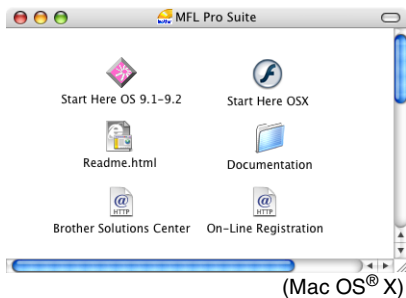 MFL Pro Suite
Start Here OS 9.1-9.2
Start Here OSX
Readme.html
Documentation
@
HTTP
@
HTTP
Brother Solutions Center
On-Line Registration
(Mac OS® X)